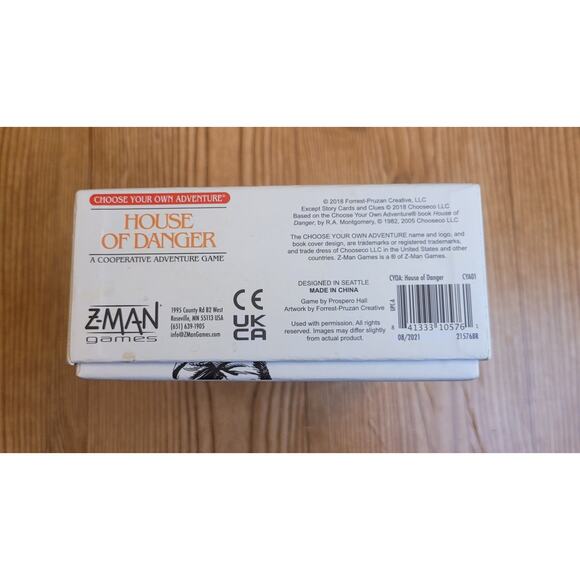 CHOOSE YOUR OWN ADVENTURE®
HOUSE
OF DANGER
A COOPERATIVE ADVENTURE GAME
Z-MAN
games
1995 County Rd B2 West
Roseville, MN 55113 USA
(651) 639-1905
info@ZManGames.com
CE
UK
CA
© 2018 Forrest-Pruzan Creative, LLC
Except Story Cards and Clues © 2018 Chooseco LLC
Based on the Choose Your Own Adventure® book House of
Danger, by R.A. Montgomery, © 1982, 2005 Chooseco LLC
The CHOOSE YOUR OWN ADVENTURE name and logo, and
book cover design, are trademarks or registered trademarks,
and trade dress of Chooseco LLC in the United States and other
countries. Z-Man Games is a ® of Z-Man Games.
DESIGNED IN SEATTLE
MADE IN CHINA
Game by Prospero Hall
Artwork by Forrest-Pruzan Creative
Used with permission. All rights
reserved. Images may differ slightly
from actual product.
CYOA: House of Danger CYA01
UPC-A
8 41333 10576 1
08/2021 21576BR